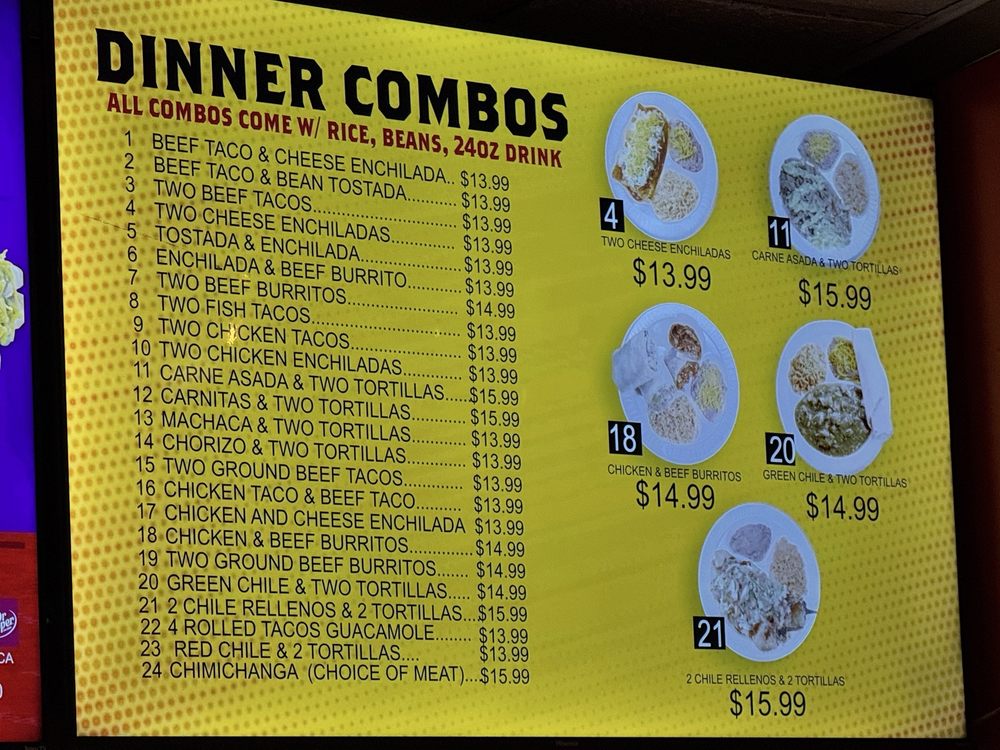 DINNER COMBOS
ALL COMBOS COME W/ RICE, BEANS, 24OZ DRINK
1 BEEF TACO & CHEESE ENCHILADA.. $13.99
2 BEEF TACO & BEAN TOSTADA.......... $13.99
3 TWO BEEF TACOS.............................. $13.99
4 TWO CHEESE ENCHILADAS............. $13.99
5 TOSTADA & ENCHILADA.................... $13.99
6 ENCHILADA & BEEF BURRITO........... $13.99
7 TWO BEEF BURRITOS....................... $14.99
8 TWO FISH TACOS.............................. $13.99
9 TWO CHICKEN TACOS...................... $13.99
10 TWO CHICKEN ENCHILADAS............ $13.99
11 CARNE ASADA & TWO TORTILLAS.....$15.99
12 CARNITAS & TWO TORTILLAS........... $15.99
13 MACHACA & TWO TORTILLAS........... $13.99
14 CHORIZO & TWO TORTILLAS............ $13.99
15 TWO GROUND BEEF TACOS............. $13.99
16 CHICKEN TACO & BEEF TACO.......... $13.99
17 CHICKEN AND CHEESE ENCHILADA $13.99
18 CHICKEN & BEEF BURRITOS.............$14.99
19 TWO GROUND BEEF BURRITOS....... $14.99
20 GREEN CHILE & TWO TORTILLAS..... $14.99
21 2 CHILE RELLENOS & 2 TORTILLAS...$15.99
22 4 ROLLED TACOS GUACAMOLE....... $13.99
23 RED CHILE & 2 TORTILLAS.... $13.99
24 CHIMICHANGA (CHOICE OF MEAT)...$15.99
4
TWO CHEESE ENCHILADAS
$13.99
11
CARNE ASADA & TWO TORTILLAS
$15.99
18
CHICKEN & BEEF BURRITOS
$14.99
20
GREEN CHILE & TWO TORTILLAS
$14.99
21
2 CHILE RELLENOS & 2 TORTILLAS
$15.99